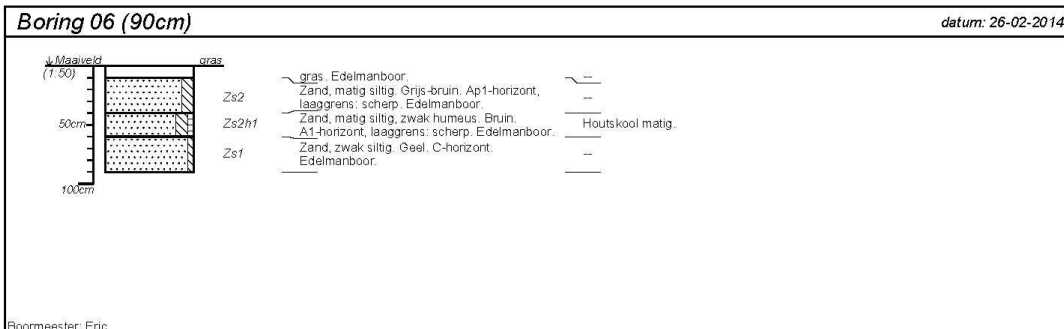 Boring 06 (90cm)
datum: 26-02-2014
↓ Maaiveld
gras
(1:50)
gras. Edelmanboor.
--
Zs2
Zand, matig siltig. Grijs-bruin. Ap1-horizont,
laaggrens: scherp. Edelmanboor.
--
50cm
Zs2h1
Zand, matig siltig, zwak humeus. Bruin.
A1-horizont, laaggrens: scherp. Edelmanboor.
Houtskool matig.
Zs1
Zand, zwak siltig. Geel. C-horizont.
Edelmanboor.
--
100cm
Boormeester: Eric